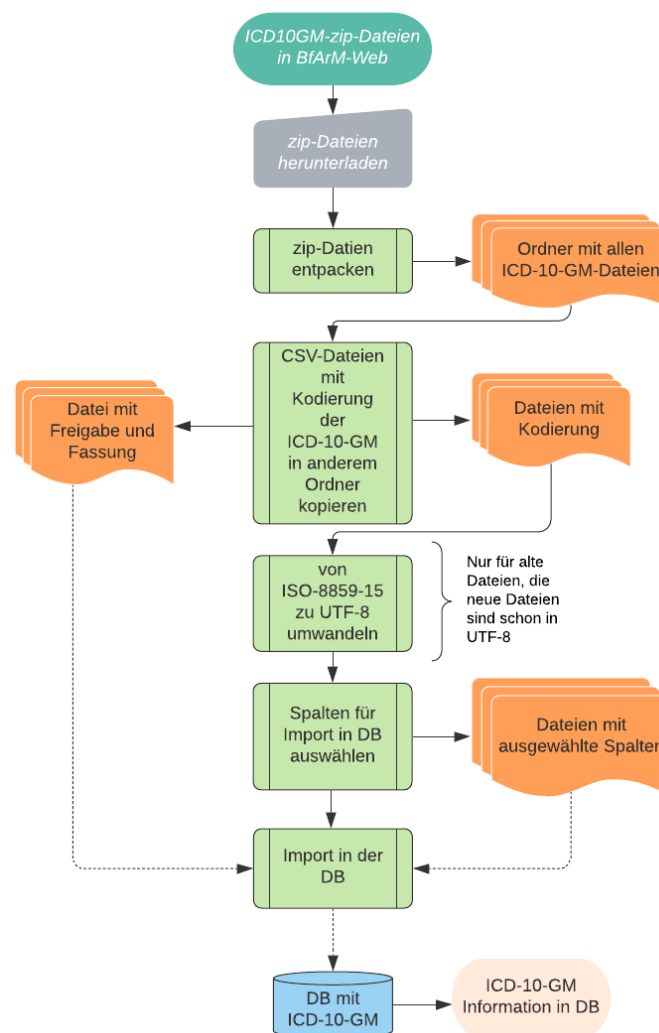 ICD10GM-zip-Dateien
in BfArM-Web
zip-Dateien
herunterladen
zip-Datien
entpacken
Ordner mit allen
ICD-10-GM-Dateien
CSV-Dateien
mit
Kodierung
der
ICD-10-GM
in anderem
Ordner
kopieren
Datei mit
Freigabe und
Fassung
Dateien mit
Kodierung
von
ISO-8859-15
zu UTF-8
umwandeln
Nur für alte
Dateien, die
neue Dateien
sind schon in
UTF-8
Spalten für
Import in DB
auswählen
Dateien mit
ausgewählte Spalten
Import in der
DB
DB mit
ICD-10-GM
ICD-10-GM
Information in DB